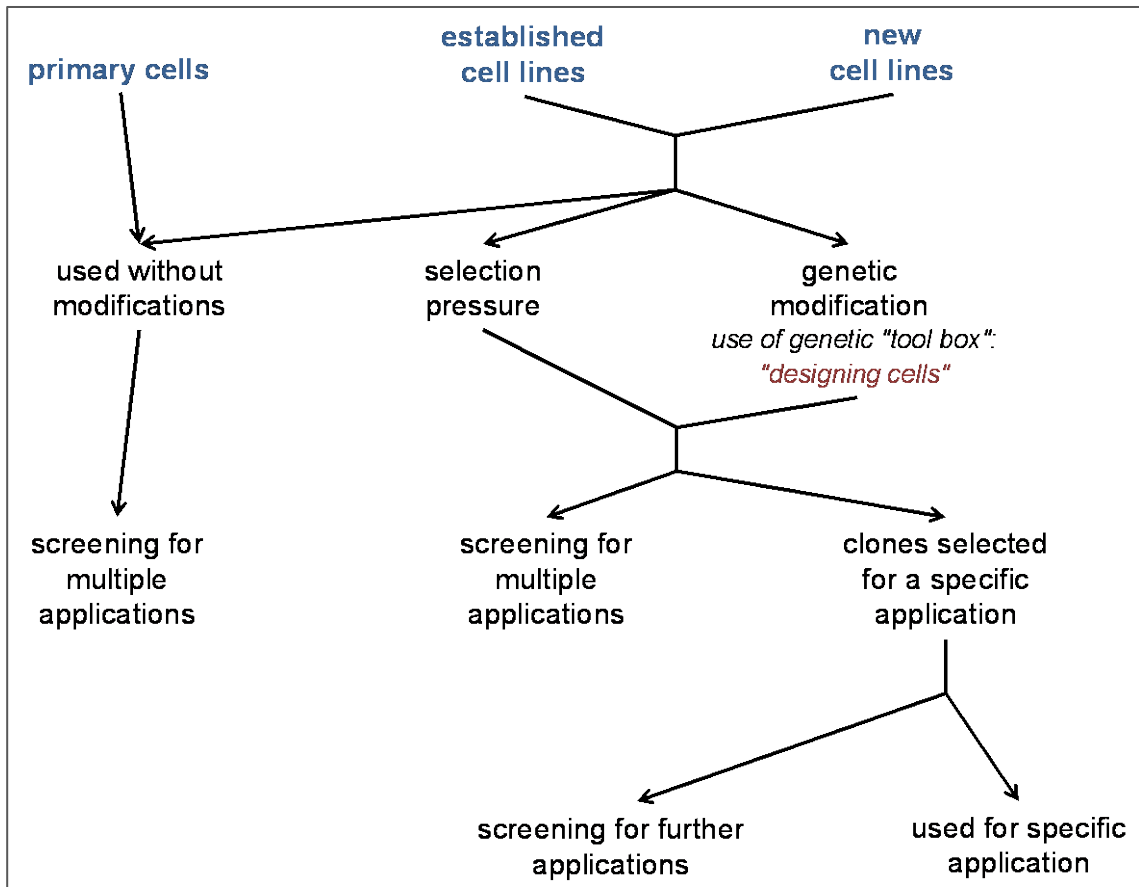 primary cells
established
cell lines
new
cell lines
used without
modifications
selection
pressure
genetic
modification
use of genetic "tool box":
"designing cells"
screening for
multiple
applications
screening for
multiple
applications
clones selected
for a specific
application
screening for further
applications
used for specific
application